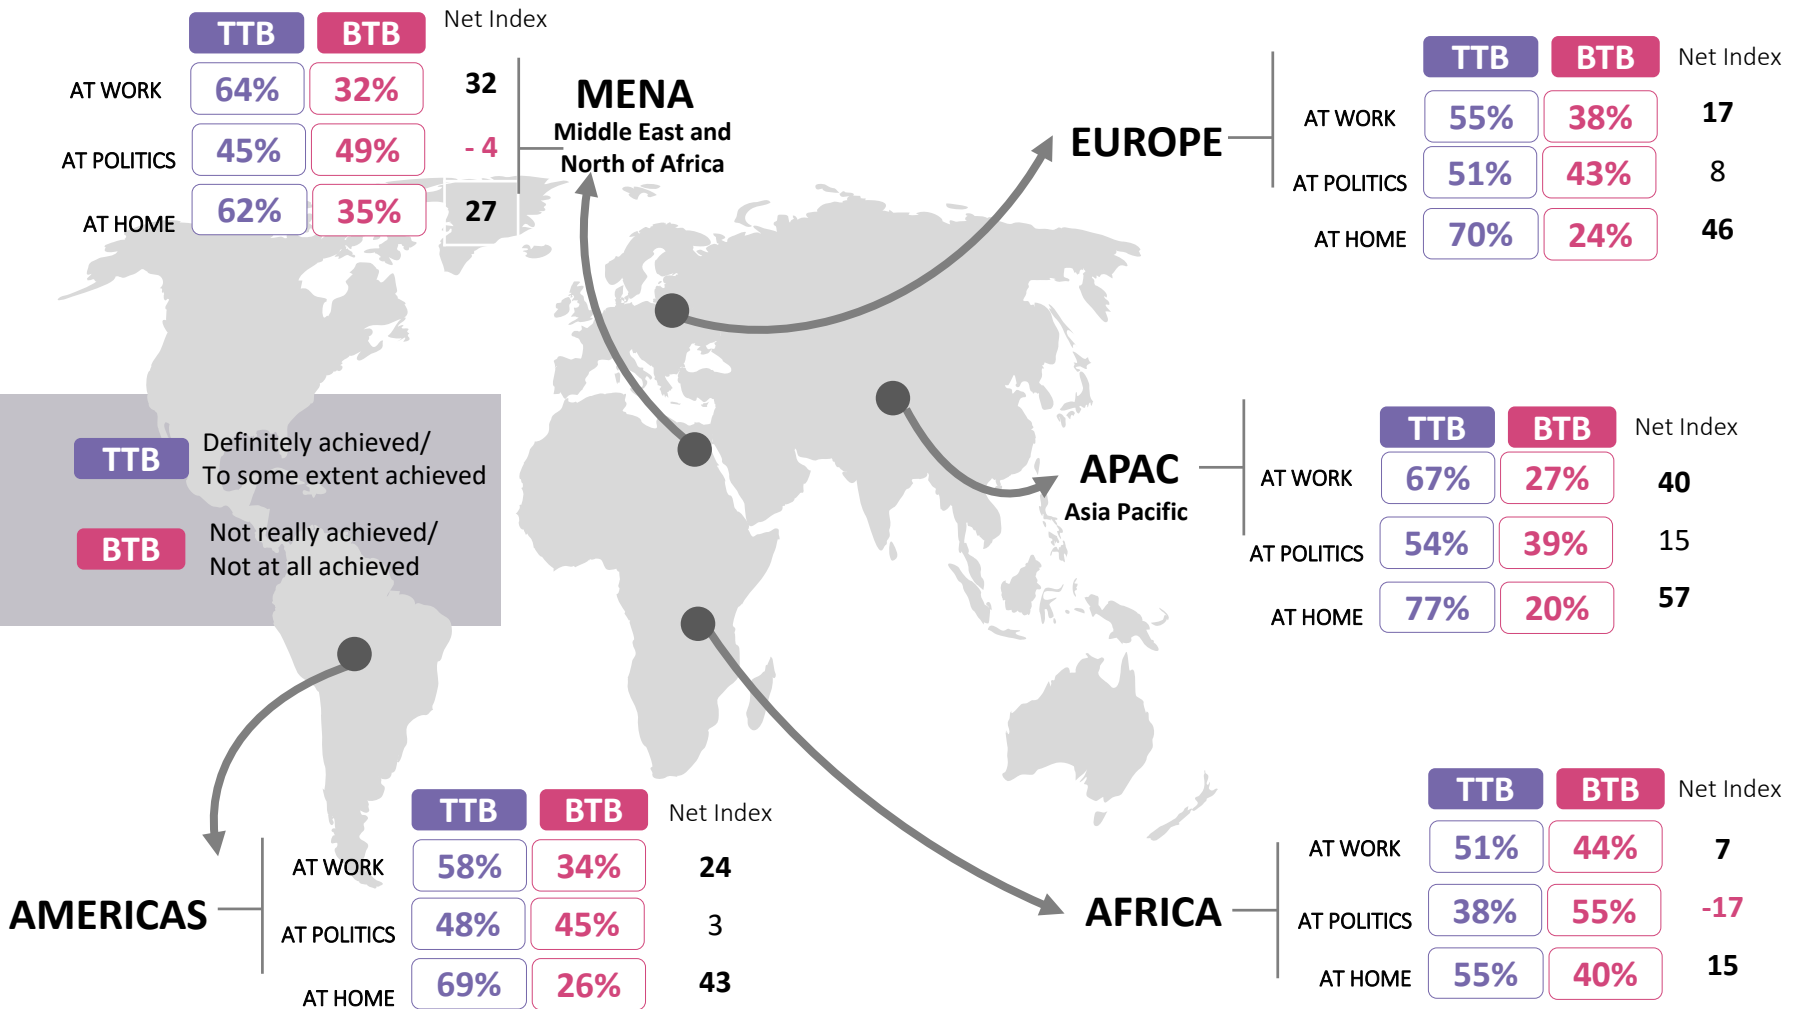 TTB BTB Net Index
AT WORK 64% 32% 32
AT POLITICS 45% 49% - 4
AT HOME 62% 35% 27
MENA
Middle East and
North of Africa
EUROPE
TTB BTB Net Index
AT WORK 55% 38% 17
AT POLITICS 51% 43% 8
AT HOME 70% 24% 46
TTB Definitely achieved/
To some extent achieved
BTB Not really achieved/
Not at all achieved
APAC
Asia Pacific
TTB BTB Net Index
AT WORK 67% 27% 40
AT POLITICS 54% 39% 15
AT HOME 77% 20% 57
AMERICAS
TTB BTB Net Index
AT WORK 58% 34% 24
AT POLITICS 48% 45% 3
AT HOME 69% 26% 43
AFRICA
TTB BTB Net Index
AT WORK 51% 44% 7
AT POLITICS 38% 55% -17
AT HOME 55% 40% 15